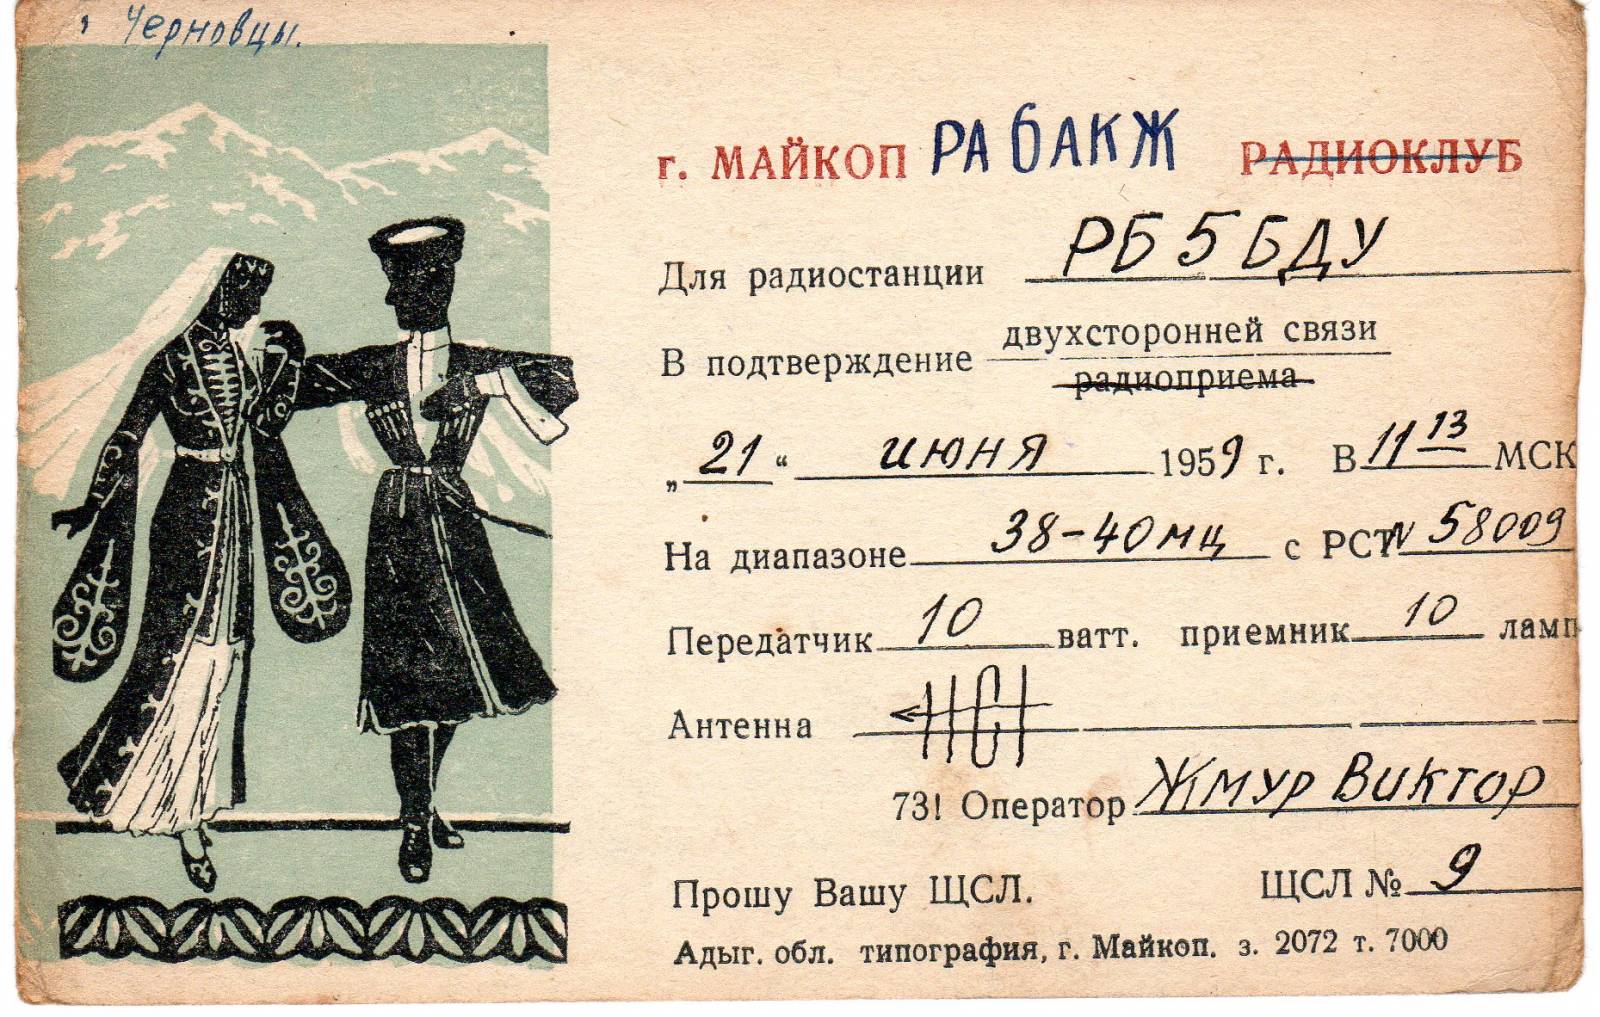 г Черновцы.
г. МАЙКОП РА6АКЖ РАДИОКЛУБ
Для радиостанции РБ5БДУ
В подтверждение двухсторонней связи
радиоприема
„21“ июня 1959 г. В 11 13 МСК
На диапазоне 38-40 мц с РСТ 58009
Передатчик 10 ватт. приемник 10 ламп
Антенна
73! Оператор Жмур Виктор
Прошу Вашу ЩСЛ. ЩСЛ № 9
Адыг. обл. типография, г. Майкоп. з. 2072 т. 7000